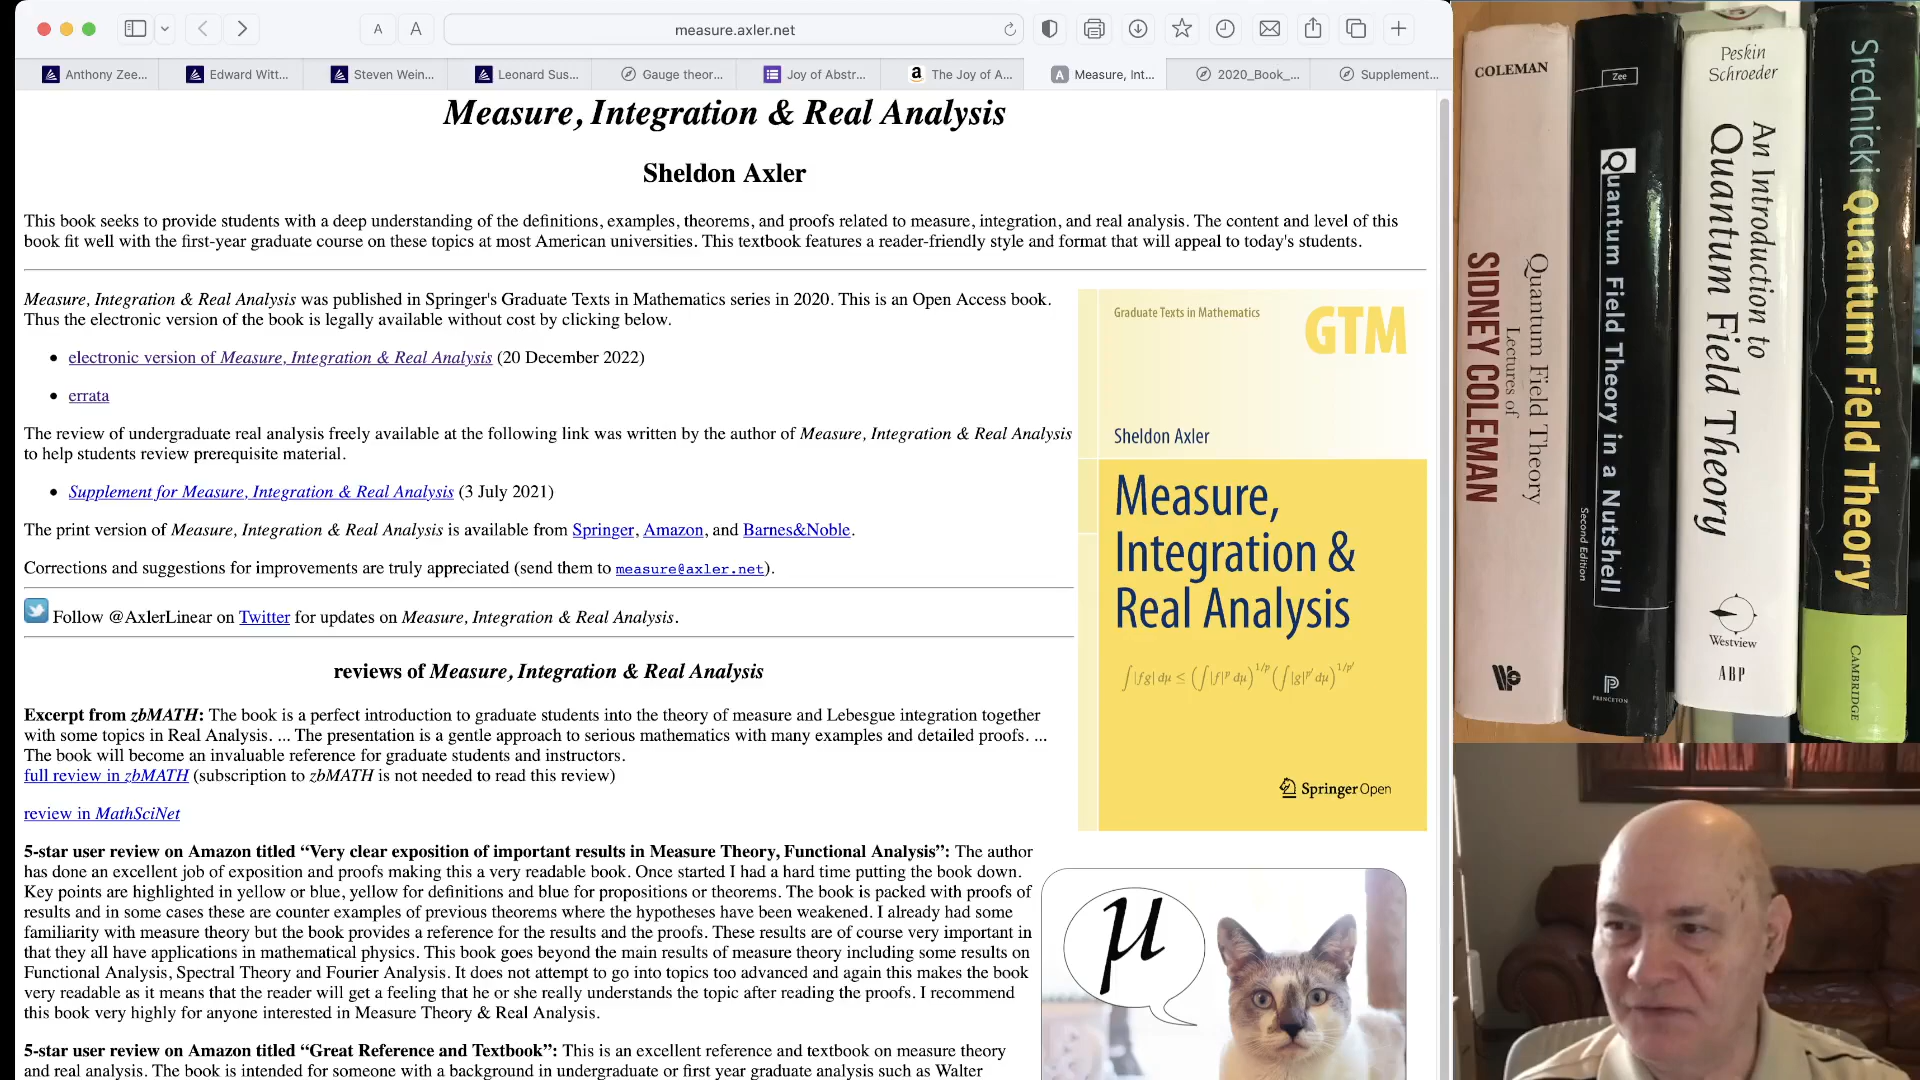 measure.axler.net
A
A
Anthony Zee...
Edward Witt...
Steven Wein...
Leonard Sus...
Gauge theor...
Joy of Abstr...
The Joy of A...
Measure, Int...
2020_Book_...
Supplement...
Measure, Integration & Real Analysis
Sheldon Axler
This book seeks to provide students with a deep understanding of the definitions, examples, theorems, and proofs related to measure, integration, and real analysis. The content and level of this
book fit well with the first-year graduate course on these topics at most American universities. This textbook features a reader-friendly style and format that will appeal to today's students.
Measure, Integration & Real Analysis was published in Springer's Graduate Texts in Mathematics series in 2020. This is an Open Access book.
Thus the electronic version of the book is legally available without cost by clicking below.
• electronic version of Measure, Integration & Real Analysis (20 December 2022)
• errata
The review of undergraduate real analysis freely available at the following link was written by the author of Measure, Integration & Real Analysis
to help students review prerequisite material.
• Supplement for Measure, Integration & Real Analysis (3 July 2021)
The print version of Measure, Integration & Real Analysis is available from Springer, Amazon, and Barnes&Noble.
Corrections and suggestions for improvements are truly appreciated (send them to measure@axler.net).
Follow @AxlerLinear on Twitter for updates on Measure, Integration & Real Analysis.
reviews of Measure, Integration & Real Analysis
Excerpt from zbMATH: The book is a perfect introduction to graduate students into the theory of measure and Lebesgue integration together
with some topics in Real Analysis. ... The presentation is a gentle approach to serious mathematics with many examples and detailed proofs. ...
The book will become an invaluable reference for graduate students and instructors.
full review in zbMATH (subscription to zbMATH is not needed to read this review)
review in MathSciNet
5-star user review on Amazon titled “Very clear exposition of important results in Measure Theory, Functional Analysis”: The author
has done an excellent job of exposition and proofs making this a very readable book. Once started I had a hard time putting the book down.
Key points are highlighted in yellow or blue, yellow for definitions and blue for propositions or theorems. The book is packed with proofs of
results and in some cases these are counter examples of previous theorems where the hypotheses have been weakened. I already had some
familiarity with measure theory but the book provides a reference for the results and the proofs. These results are of course very important in
that they all have applications in mathematical physics. This book goes beyond the main results of measure theory including some results on
Functional Analysis, Spectral Theory and Fourier Analysis. It does not attempt to go into topics too advanced and again this makes the book
very readable as it means that the reader will get a feeling that he or she really understands the topic after reading the proofs. I recommend
this book very highly for anyone interested in Measure Theory & Real Analysis.
5-star user review on Amazon titled “Great Reference and Textbook”: This is an excellent reference and textbook on measure theory
and real analysis. The book is intended for someone with a background in undergraduate or first year graduate analysis such as Walter
Graduate Texts in Mathematics
GTM
Sheldon Axler
Measure,
Integration &
Real Analysis
∫|fg| dμ ≤ (∫|f|^p dμ)^{1/p} (∫|g|^{p'} dμ)^{1/p'}
Springer Open
μ
COLEMAN
Quantum Field Theory
Lectures of
SIDNEY COLEMAN
Zee
Quantum Field Theory in a Nutshell
Second Edition
PRINCETON
Peskin
Schroeder
An Introduction to
Quantum Field Theory
Westview
ABP
Srednicki Quantum Field Theory
CAMBRIDGE